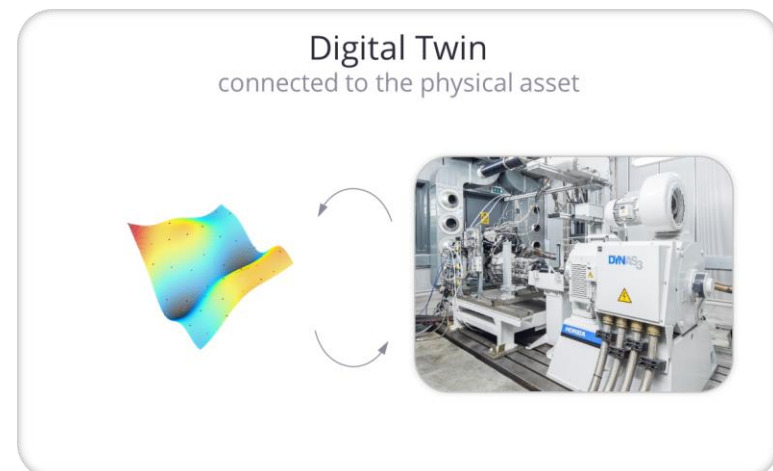 Digital Twin
connected to the physical asset
DYNAS3
HORIBA